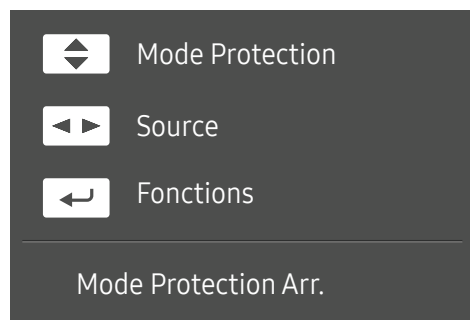 Mode Protection
Source
Fonctions
Mode Protection Arr.